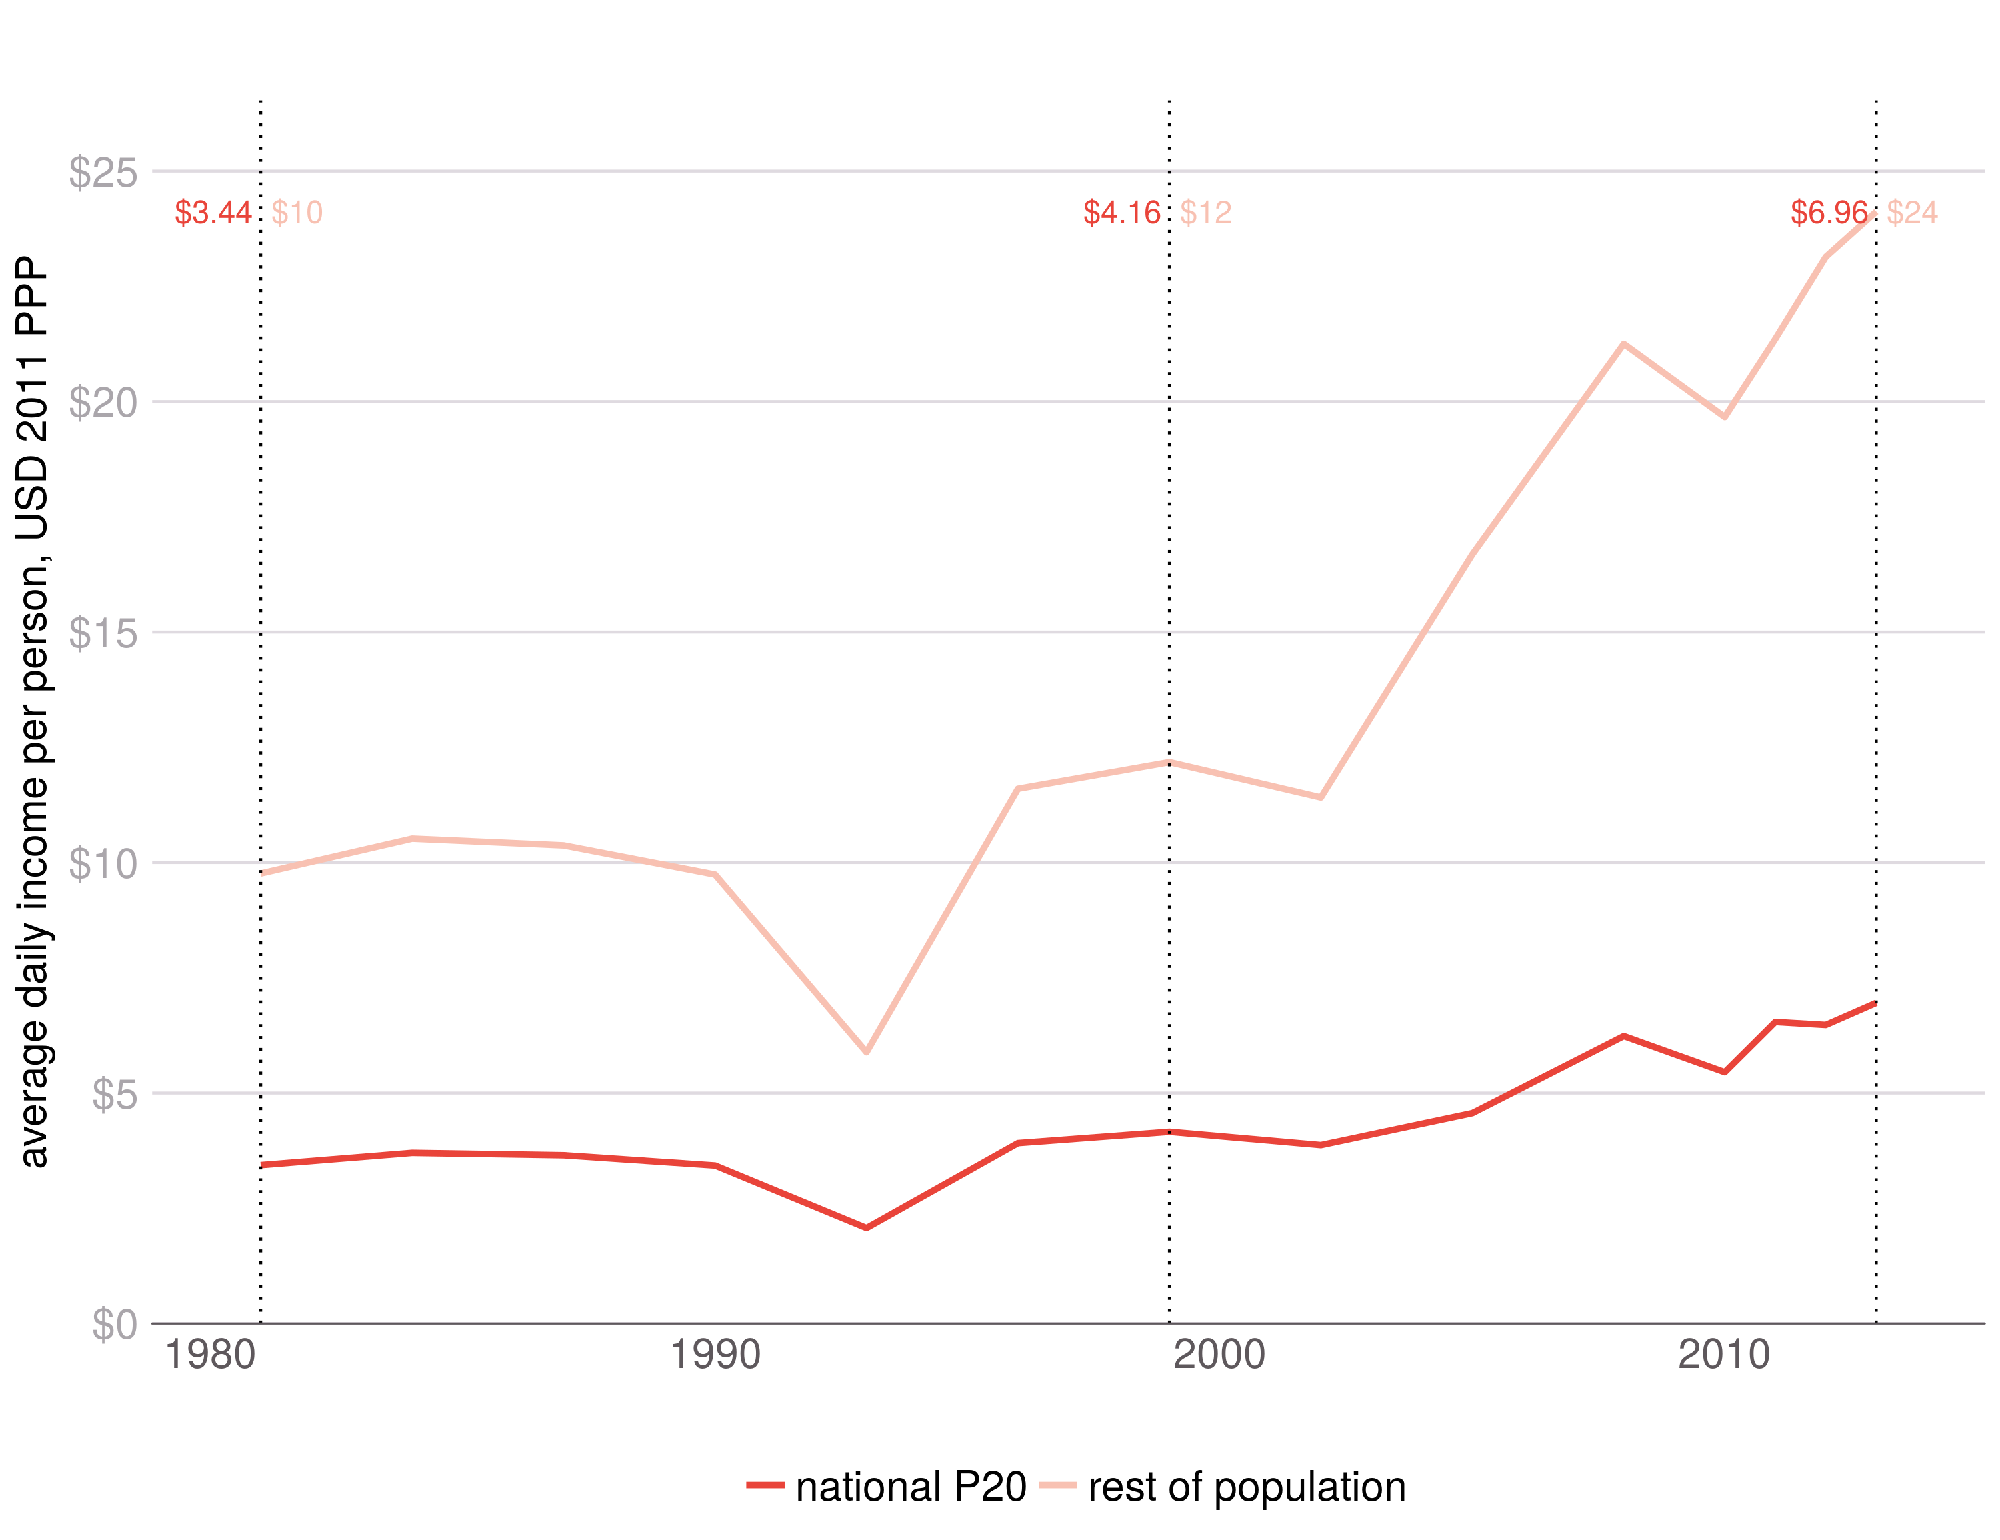 average daily income per person, USD 2011 PPP
$25
$3.44 $10 $4.16 $12 $6.96 $24
$20
$15
$10
$5
$0
1980 1990 2000 2010
national P20 rest of population